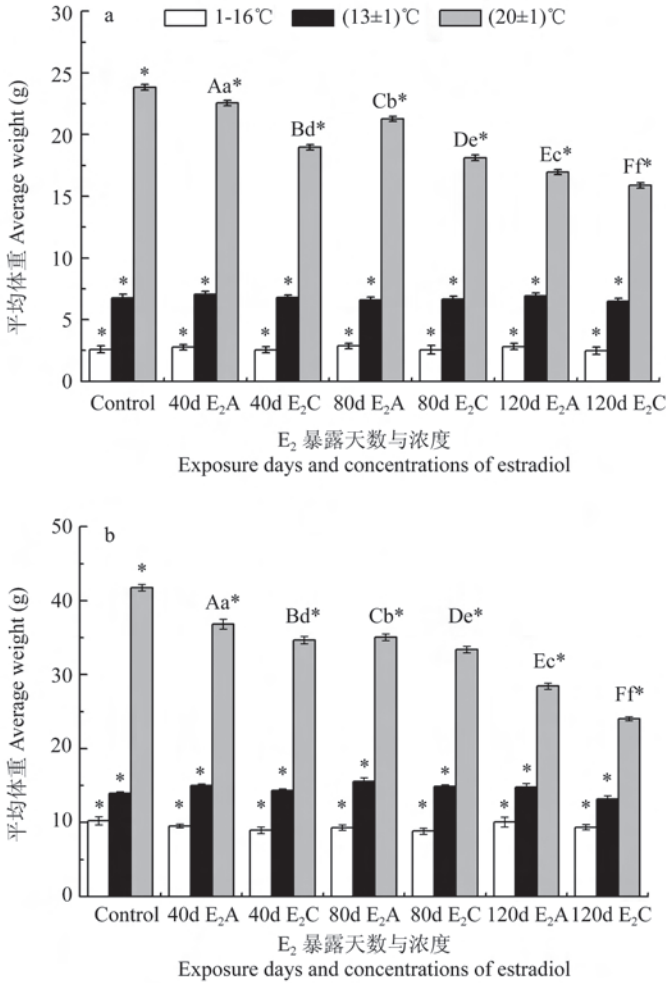 a
1-16℃ (13±1)℃ (20±1)℃
30
25
20
15
10
5
0
平均体重 Average weight (g)
* Aa* Bd* Cb* De* Ec* Ff*
* * * * * * *
* * * * * * *
Control 40d E₂A 40d E₂C 80d E₂A 80d E₂C 120d E₂A 120d E₂C
E₂ 暴露天数与浓度
Exposure days and concentrations of estradiol
b
50
40
30
20
10
0
平均体重 Average weight (g)
* Aa* Bd* Cb* De* Ec* Ff*
* * * * * * *
* * * * * * *
Control 40d E₂A 40d E₂C 80d E₂A 80d E₂C 120d E₂A 120d E₂C
E₂ 暴露天数与浓度
Exposure days and concentrations of estradiol